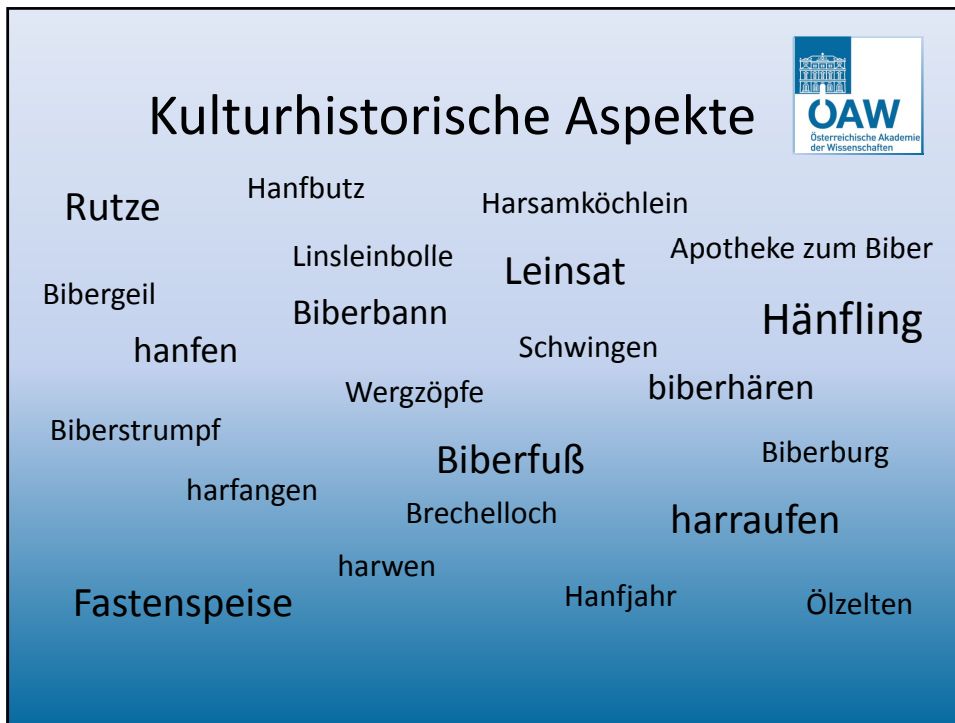 Kulturhistorische Aspekte
ÖAW
Österreichische Akademie
der Wissenschaften
Rutze
Hanfbutz
Harsamköchlein
Linsleinbolle
Leinsat
Apotheke zum Biber
Bibergeil
Biberbann
Hänfling
hanfen
Schwingen
Wergzöpfe
biberhären
Biberstrumpf
Biberfuß
Biberburg
harfangen
Brechelloch
harraufen
harwen
Fastenspeise
Hanfjahr
Ölzelten